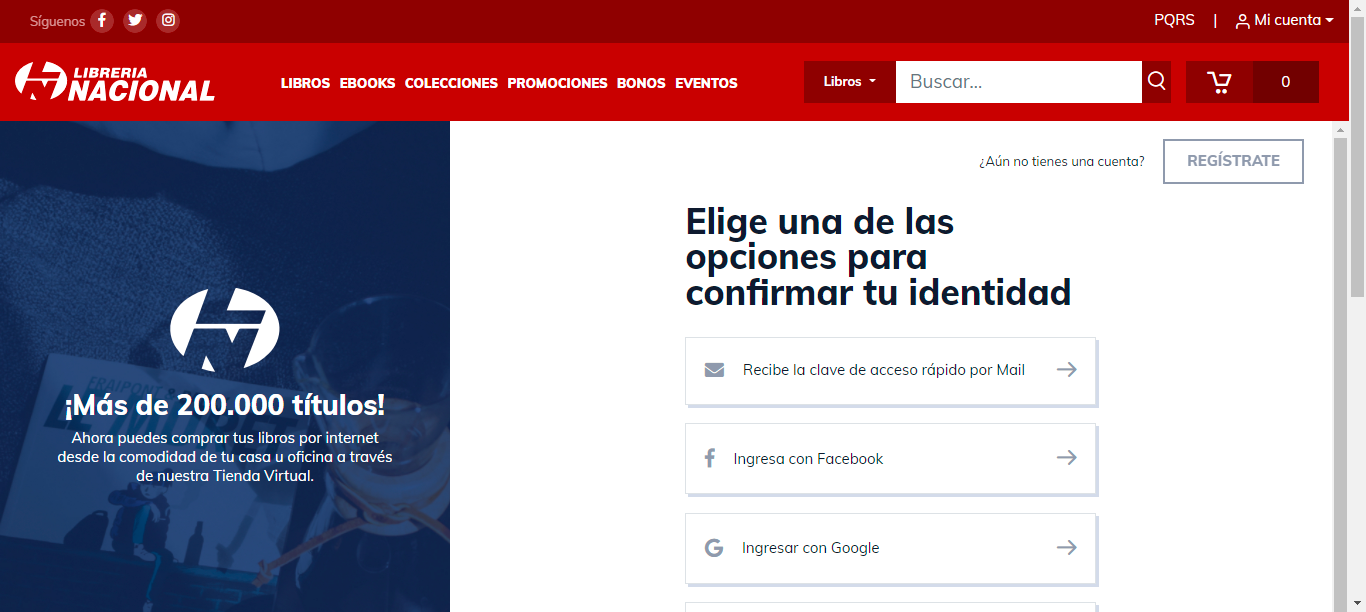 Síguenos
PQRS | Mi cuenta
LIBRERIA
NACIONAL
LIBROS EBOOKS COLECCIONES PROMOCIONES BONOS EVENTOS
Libros
Buscar...
0
¿Aún no tienes una cuenta?
REGÍSTRATE
Elige una de las
opciones para
confirmar tu identidad
Recibe la clave de acceso rápido por Mail
Ingresa con Facebook
Ingresar con Google
¡Más de 200.000 títulos!
Ahora puedes comprar tus libros por internet
desde la comodidad de tu casa u oficina a través
de nuestra Tienda Virtual.